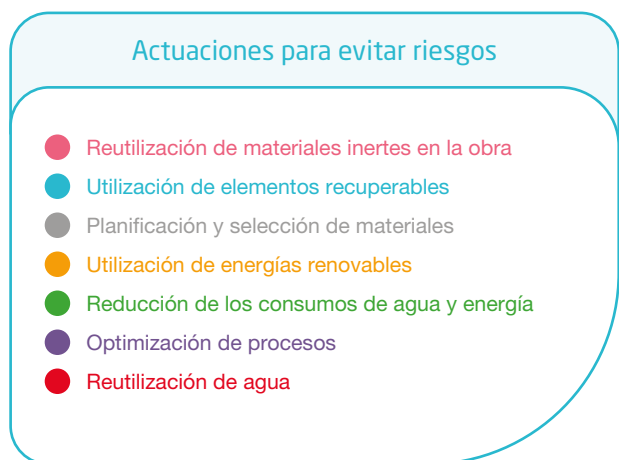 Actuaciones para evitar riesgos
Reutilización de materiales inertes en la obra
Utilización de elementos recuperables
Planificación y selección de materiales
Utilización de energías renovables
Reducción de los consumos de agua y energía
Optimización de procesos
Reutilización de agua